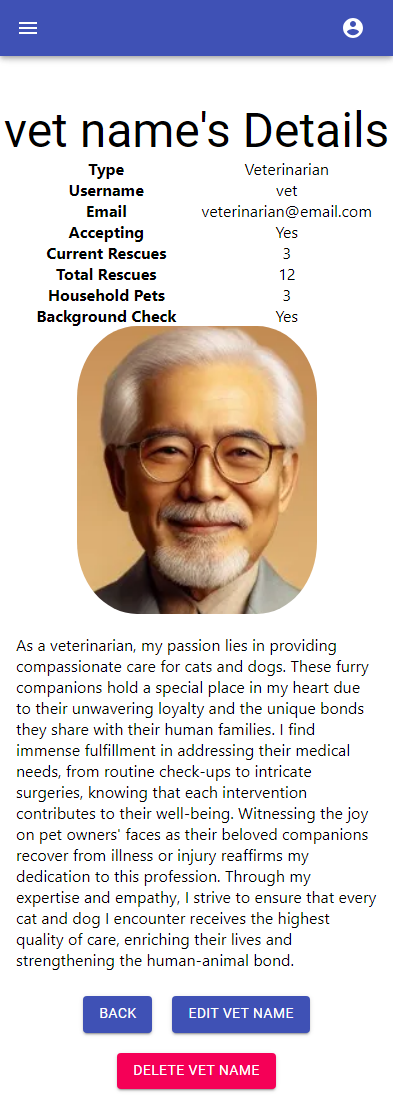 vet name's Details
Type Veterinarian
Username vet
Email veterinarian@email.com
Accepting Yes
Current Rescues 3
Total Rescues 12
Household Pets 3
Background Check Yes
As a veterinarian, my passion lies in providing
compassionate care for cats and dogs. These furry
companions hold a special place in my heart due
to their unwavering loyalty and the unique bonds
they share with their human families. I find
immense fulfillment in addressing their medical
needs, from routine check-ups to intricate
surgeries, knowing that each intervention
contributes to their well-being. Witnessing the joy
on pet owners' faces as their beloved companions
recover from illness or injury reaffirms my
dedication to this profession. Through my
expertise and empathy, I strive to ensure that every
cat and dog I encounter receives the highest
quality of care, enriching their lives and
strengthening the human-animal bond.
BACK EDIT VET NAME
DELETE VET NAME